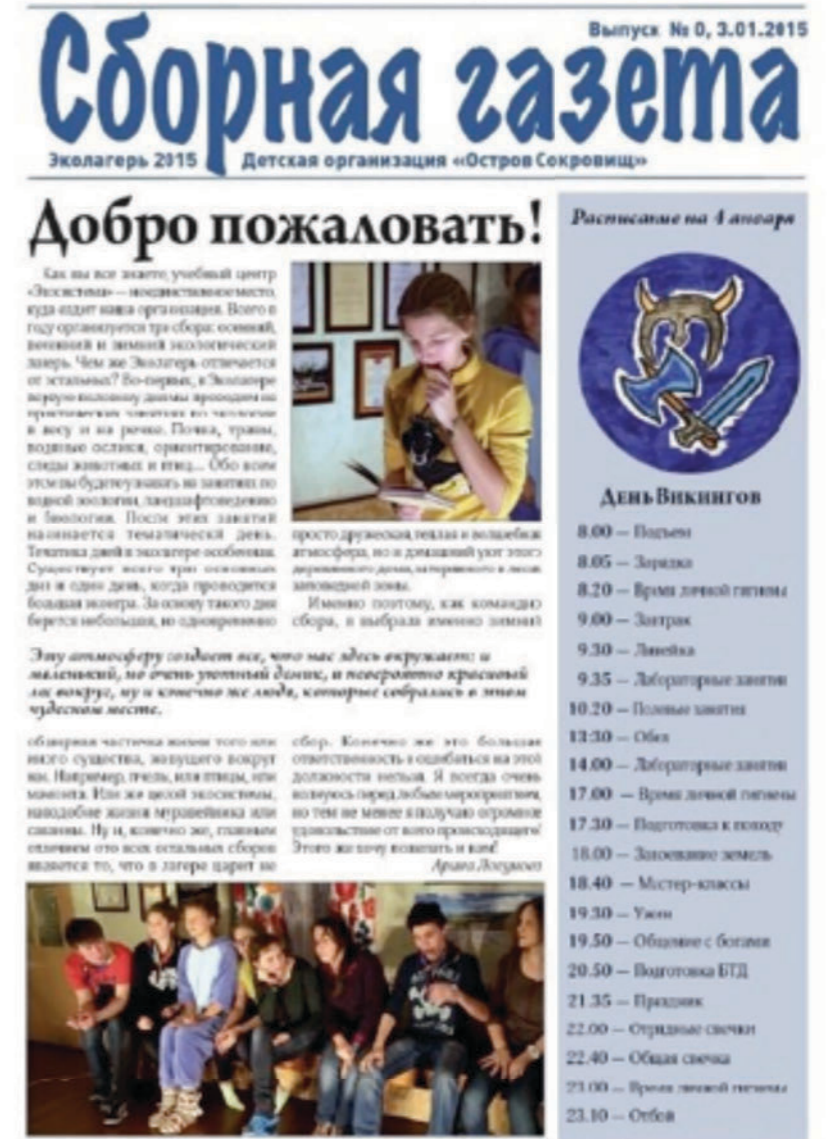 Выпуск № 0, 3.01.2015
Сборная газета
Эколагерь 2015 Детская организация «Остров Сокровищ»
Добро пожаловать!
Как вы все знаете, учебный центр
«Экосистема» — неединственное место,
куда ездит наша организация. Всего в
году организуется три сбора: осенний,
весенний и зимний экологический
лагерь. Чем же Эколагерь отличается
от остальных? Во-первых, в Эколагере
первую половину дня мы проводим на
практических занятиях по экологии
в лесу и на речке. Почва, травы,
водяные ослики, ориентирование,
следы животных и птиц... Обо всем
этом вы будете узнавать на занятиях по
водной зоологии, ландшафтоведению
и биологии. После этих занятий
начинается тематический день.
Тематика дней в эколагере особенная.
Существует всего три основных
дня и один день, когда проводится
большая экоигра. За основу такого дня
берется небольшая, но одновременно
просто дружеская, теплая и волшебная
атмосфера, но и домашний уют этого
деревянного дома, затерянного в лесах
заповедной зоны.
Именно поэтому, как командир
сбора, я выбрала именно зимний
Эту атмосферу создает все, что нас здесь окружает: и
маленький, но очень уютный домик, и невероятно красивый
лес вокруг, ну и конечно же люди, которые собрались в этом
чудесном месте.
обширная частичка жизни того или
иного существа, живущего вокруг
нас. Например, пчелы, или птицы, или
мамонта. Или же целой экосистемы,
наподобие жизни муравейника или
саванны. Ну и, конечно же, главным
отличием ото всех остальных сборов
является то, что в лагере царит не
сбор. Конечно же это большая
ответственность и ошибаться на этой
должности нельзя. Я всегда очень
волнуюсь перед любым мероприятием,
но тем не менее я получаю огромное
удовольствие от всего происходящего!
Этого же хочу пожелать и вам!
Расписание на 4 января
День Викингов
8.00 — Подъем
8.05 — Зарядка
8.20 — Время личной гигиены
9.00 — Завтрак
9.30 — Линейка
9.35 — Лабораторные занятия
10.20 — Полевые занятия
13:30 — Обед
14.00 — Лабораторные занятия
17.00 — Время личной гигиены
17.30 — Подготовка к походу
18.00 — Завоевание земель
18.40 — Мастер-классы
19.30 — Ужин
19.50 — Общение с богами
20.50 — Подготовка БТД
21.35 — Праздник
22.00 — Отрядные свечки
22.40 — Общая свечка
23.00 — Время личной гигиены
23.10 — Отбой